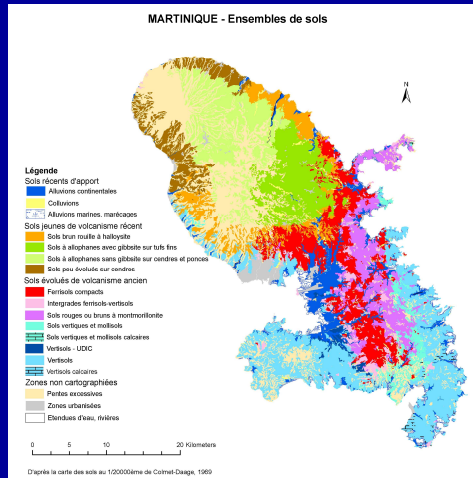 MARTINIQUE - Ensembles de sols
N
Légende
Sols récents d'apport
Alluvions continentales
Colluvions
Alluvions marines. marécages
Sols jeunes de volcanisme récent
Sols brun rouille à halloysite
Sols à allophanes avec gibbsite sur tufs fins
Sols à allophanes sans gibbsite sur cendres et ponces
Sols peu évolués sur cendres
Sols évolués de volcanisme ancien
Ferrisols compacts
Intergrades ferrisols-vertisols
Sols rouges ou bruns à montmorillonite
Sols vertiques et mollisols
Sols vertiques et mollisols calcaires
Vertisols - UDIC
Vertisols
Vertisols calcaires
Zones non cartographiées
Pentes excessives
Zones urbanisées
Etendues d'eau, rivières
0 5 10 20 Kilometers
D'après la carte des sols au 1/20000ème de Colmet-Daage, 1969